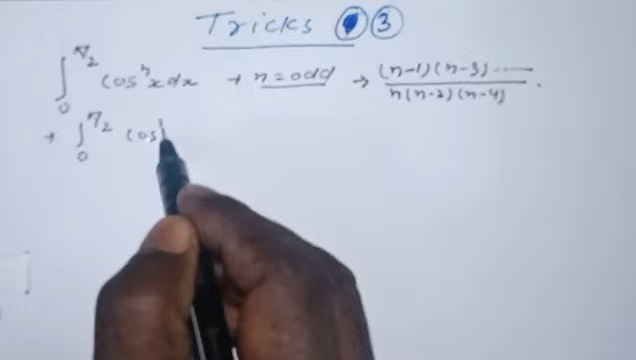 Tricks 3
∫₀^π/2 cosⁿx dx + n = odd → (n-1)(n-3)...... / n(n-2)(n-4) .
+ ∫₀^π/2 cos